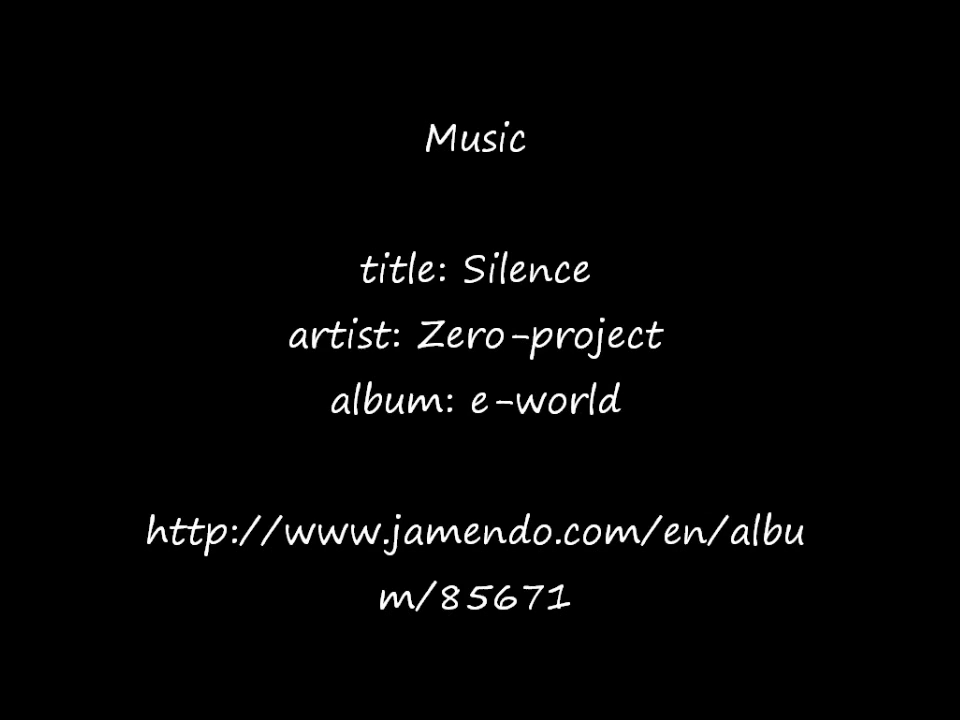 Music
title: Silence
artist: Zero-project
album: e-world
http://www.jamendo.com/en/albu
m/85671